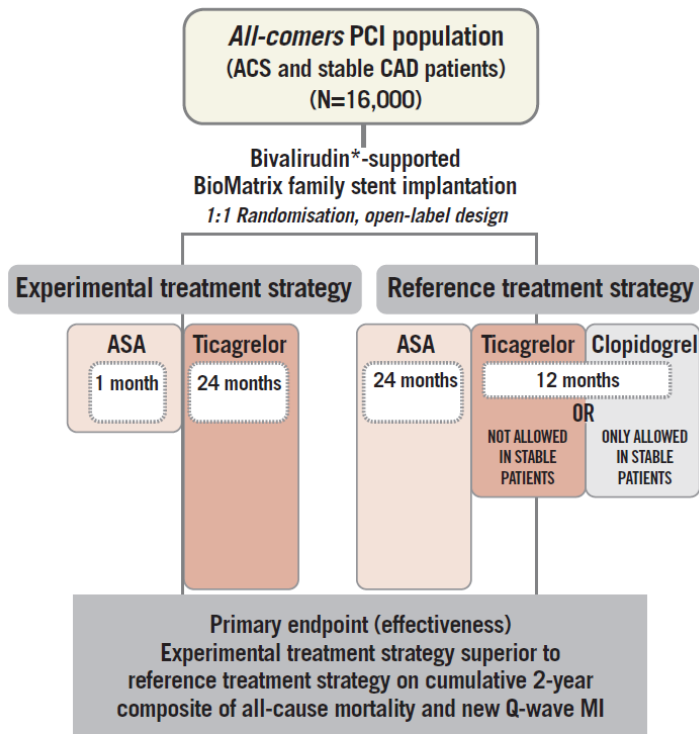 All-comers PCI population
(ACS and stable CAD patients)
(N=16,000)
Bivalirudin*-supported
BioMatrix family stent implantation
1:1 Randomisation, open-label design
Experimental treatment strategy
Reference treatment strategy
ASA
1 month
Ticagrelor
24 months
ASA
24 months
Ticagrelor
Clopidogrel
12 months
OR
NOT ALLOWED
IN STABLE
PATIENTS
ONLY ALLOWED
IN STABLE
PATIENTS
Primary endpoint (effectiveness)
Experimental treatment strategy superior to
reference treatment strategy on cumulative 2-year
composite of all-cause mortality and new Q-wave MI